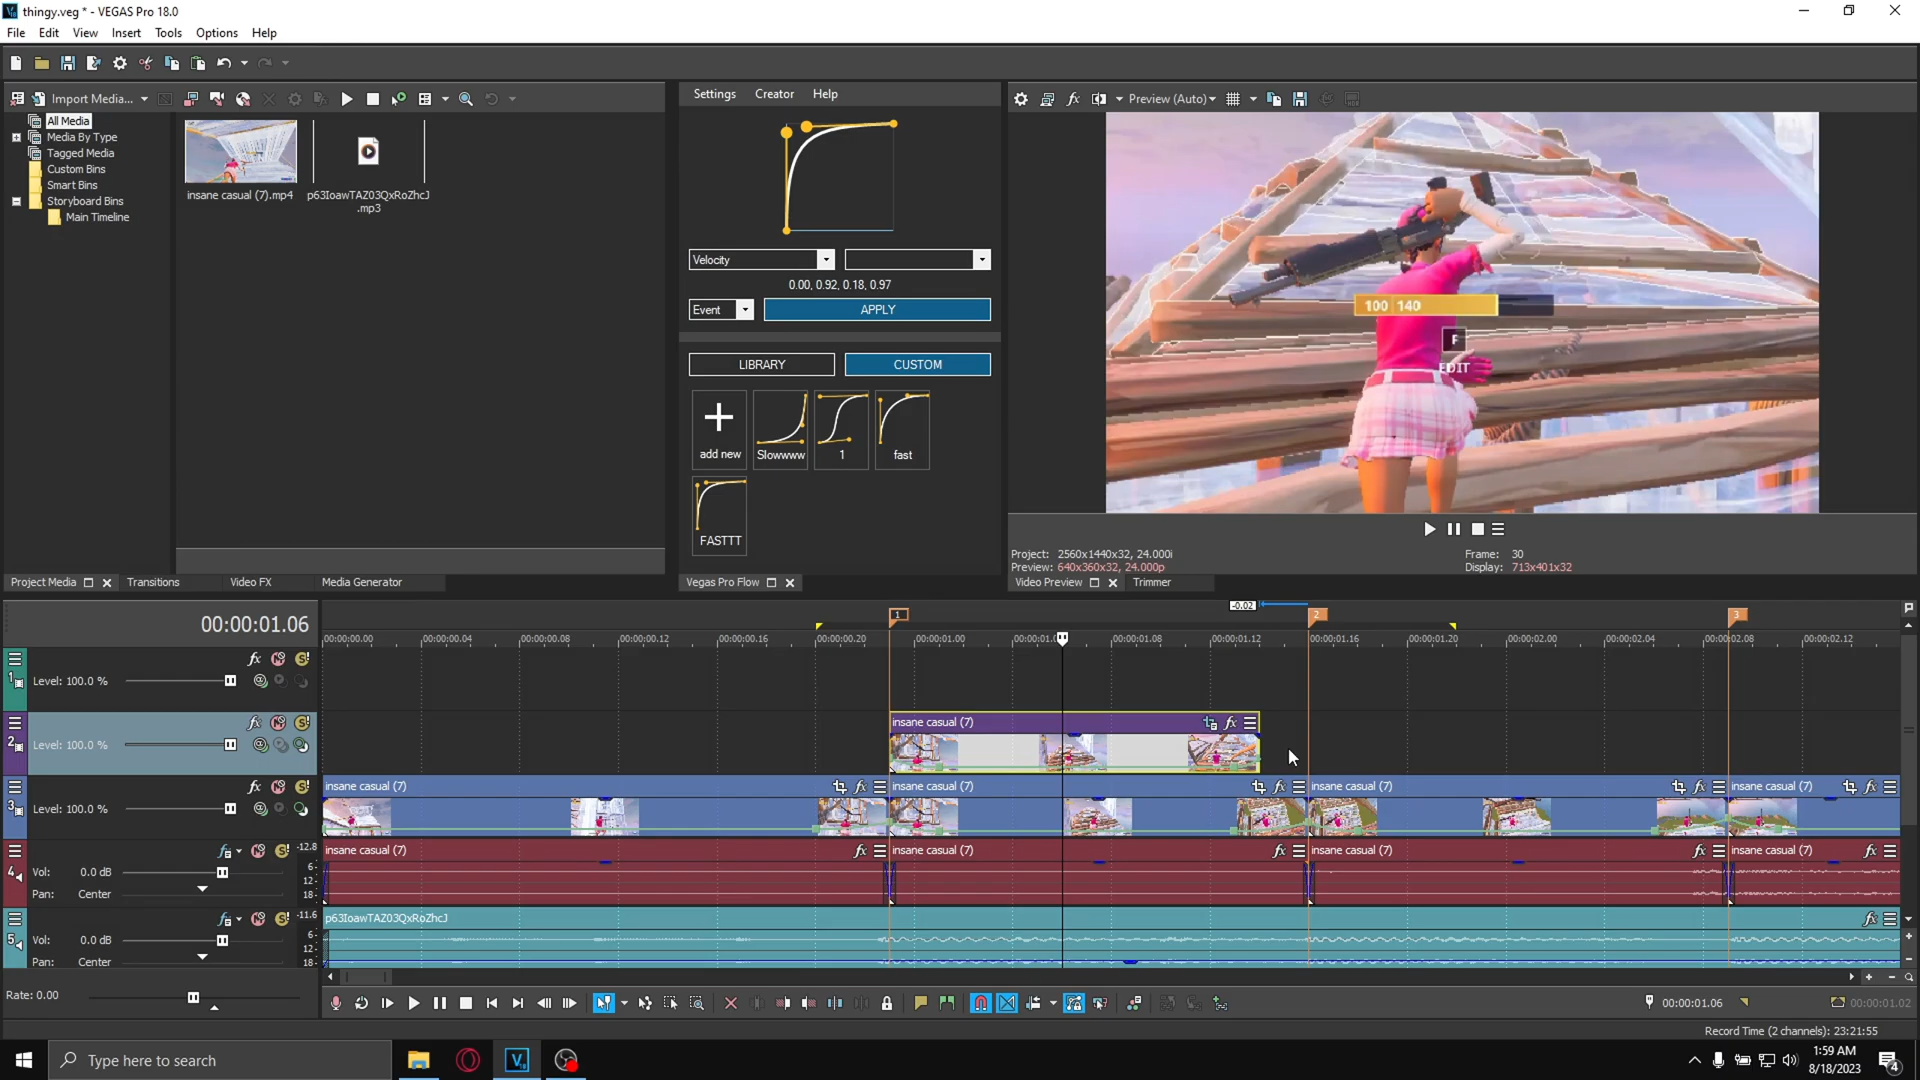 thingy.veg * - VEGAS Pro 18.0
File Edit View Insert Tools Options Help
Import Media...
All Media
Media By Type
Tagged Media
Custom Bins
Smart Bins
Storyboard Bins
Main Timeline
insane casual (7).mp4
p63IoawTAZ03QxRoZhcJ
.mp3
Settings Creator Help
Velocity
0.00, 0.92, 0.18, 0.97
Event
APPLY
LIBRARY
CUSTOM
add new
Slowwww
1
fast
FASTTT
Preview (Auto)
100 140
F
EDIT
Project: 2560x1440x32, 24.000i
Preview: 640x360x32, 24.000p
Frame: 30
Display: 713x401x32
Project Media
Transitions
Video FX
Media Generator
Vegas Pro Flow
Video Preview
Trimmer
00:00:01.06
-0.02
1
2
3
00:00:00.00 00:00:00.04 00:00:00.08 00:00:00.12 00:00:00.16 00:00:00.20 00:00:01.00 00:00:01.08 00:00:01.12 00:00:01.16 00:00:01.20 00:00:02.00 00:00:02.04 00:00:02.08 00:00:02.12
1
Level: 100.0 %
2
Level: 100.0 %
insane casual (7)
3
Level: 100.0 %
insane casual (7)
insane casual (7)
insane casual (7)
insane casual (7)
4
Vol: 0.0 dB
Pan: Center
-12.8
6
12
18
insane casual (7)
insane casual (7)
insane casual (7)
insane casual (7)
5
Vol: 0.0 dB
Pan: Center
-11.6
6
12
18
p63IoawTAZ03QxRoZhcJ
Rate: 0.00
00:00:01.06
00:00:01.02
Record Time (2 channels): 23:21:55
Type here to search
1:59 AM
8/18/2023
4